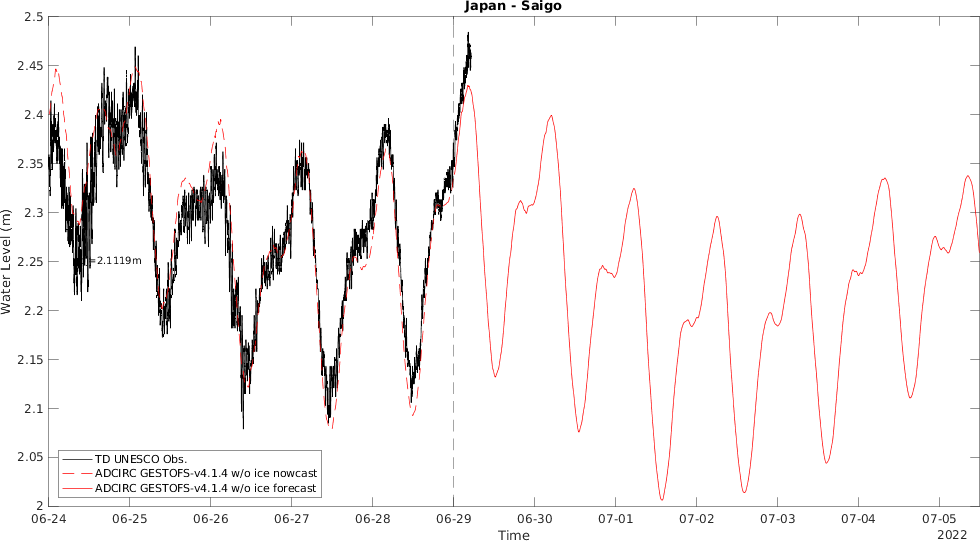 Japan - Saigo
2.5
2.45
2.4
2.35
2.3
2.25
2.2
2.15
2.1
2.05
2
Water Level (m)
=2.1119m
TD UNESCO Obs.
ADCIRC GESTOFS-v4.1.4 w/o ice nowcast
ADCIRC GESTOFS-v4.1.4 w/o ice forecast
06-24 06-25 06-26 06-27 06-28 06-29 06-30 07-01 07-02 07-03 07-04 07-05
Time
2022